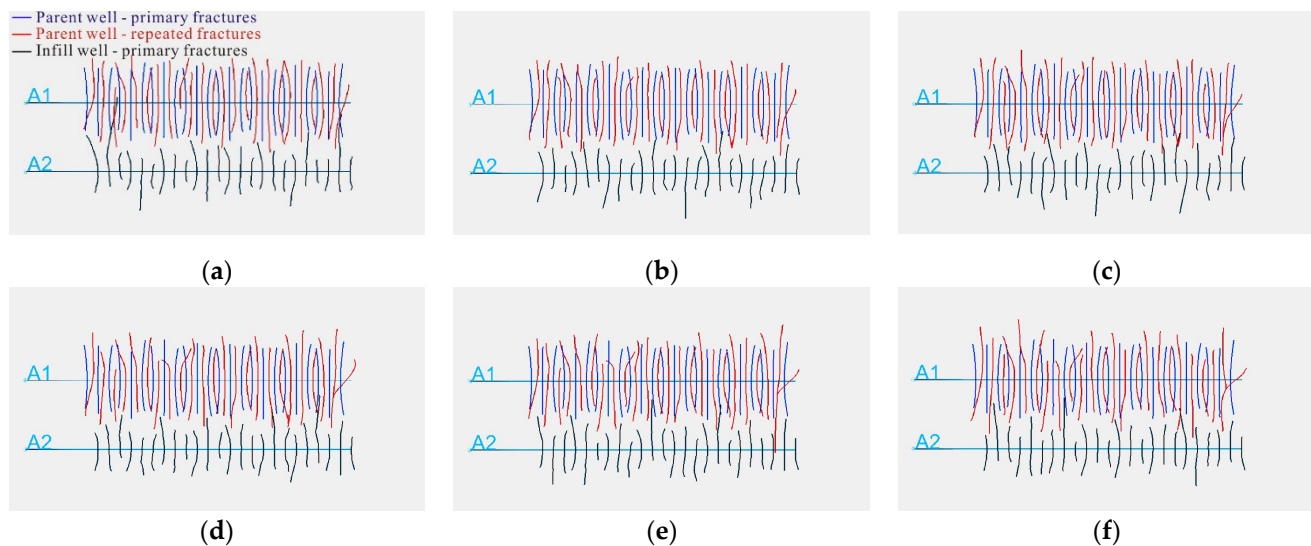 Parent well - primary fractures
Parent well - repeated fractures
Infill well - primary fractures
A1
A2
A1
A2
A1
A2
(a)
(b)
(c)
A1
A2
A1
A2
A1
A2
(d)
(e)
(f)